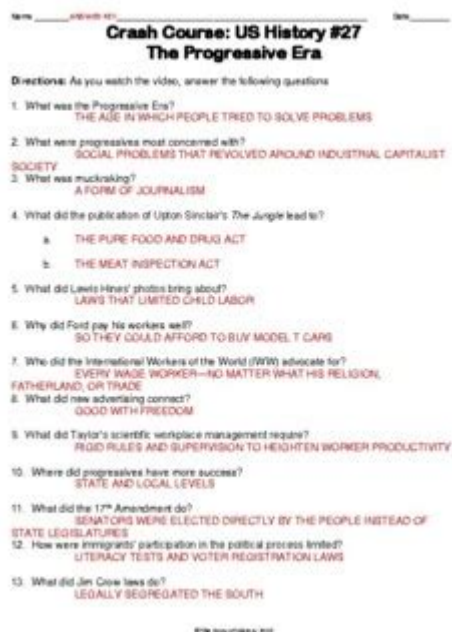 Name ANSWER KEY Date
Crash Course: US History #27
The Progressive Era
Directions: As you watch the video, answer the following questions
1. What was the Progressive Era?
THE AGE IN WHICH PEOPLE TRIED TO SOLVE PROBLEMS
2. What were progressives most concerned with?
SOCIAL PROBLEMS THAT REVOLVED AROUND INDUSTRIAL CAPITALIST
SOCIETY
3. What was muckraking?
A FORM OF JOURNALISM
4. What did the publication of Upton Sinclair's The Jungle lead to?
a. THE PURE FOOD AND DRUG ACT
b. THE MEAT INSPECTION ACT
5. What did Lewis Hines' photos bring about?
LAWS THAT LIMITED CHILD LABOR
6. Why did Ford pay his workers well?
SO THEY COULD AFFORD TO BUY MODEL T CARS
7. Who did the International Workers of the World (IWW) advocate for?
EVERY WAGE WORKER—NO MATTER WHAT HIS RELIGION,
FATHERLAND, OR TRADE
8. What did new advertising connect?
GOOD WITH FREEDOM
9. What did Taylor's scientific workplace management require?
RIGID RULES AND SUPERVISION TO HEIGHTEN WORKER PRODUCTIVITY
10. Where did progressives have more success?
STATE AND LOCAL LEVELS
11. What did the 17th Amendment do?
SENATORS WERE ELECTED DIRECTLY BY THE PEOPLE INSTEAD OF
STATE LEGISLATURES
12. How were immigrants' participation in the political process limited?
LITERACY TESTS AND VOTER REGISTRATION LAWS
13. What did Jim Crow laws do?
LEGALLY SEGREGATED THE SOUTH